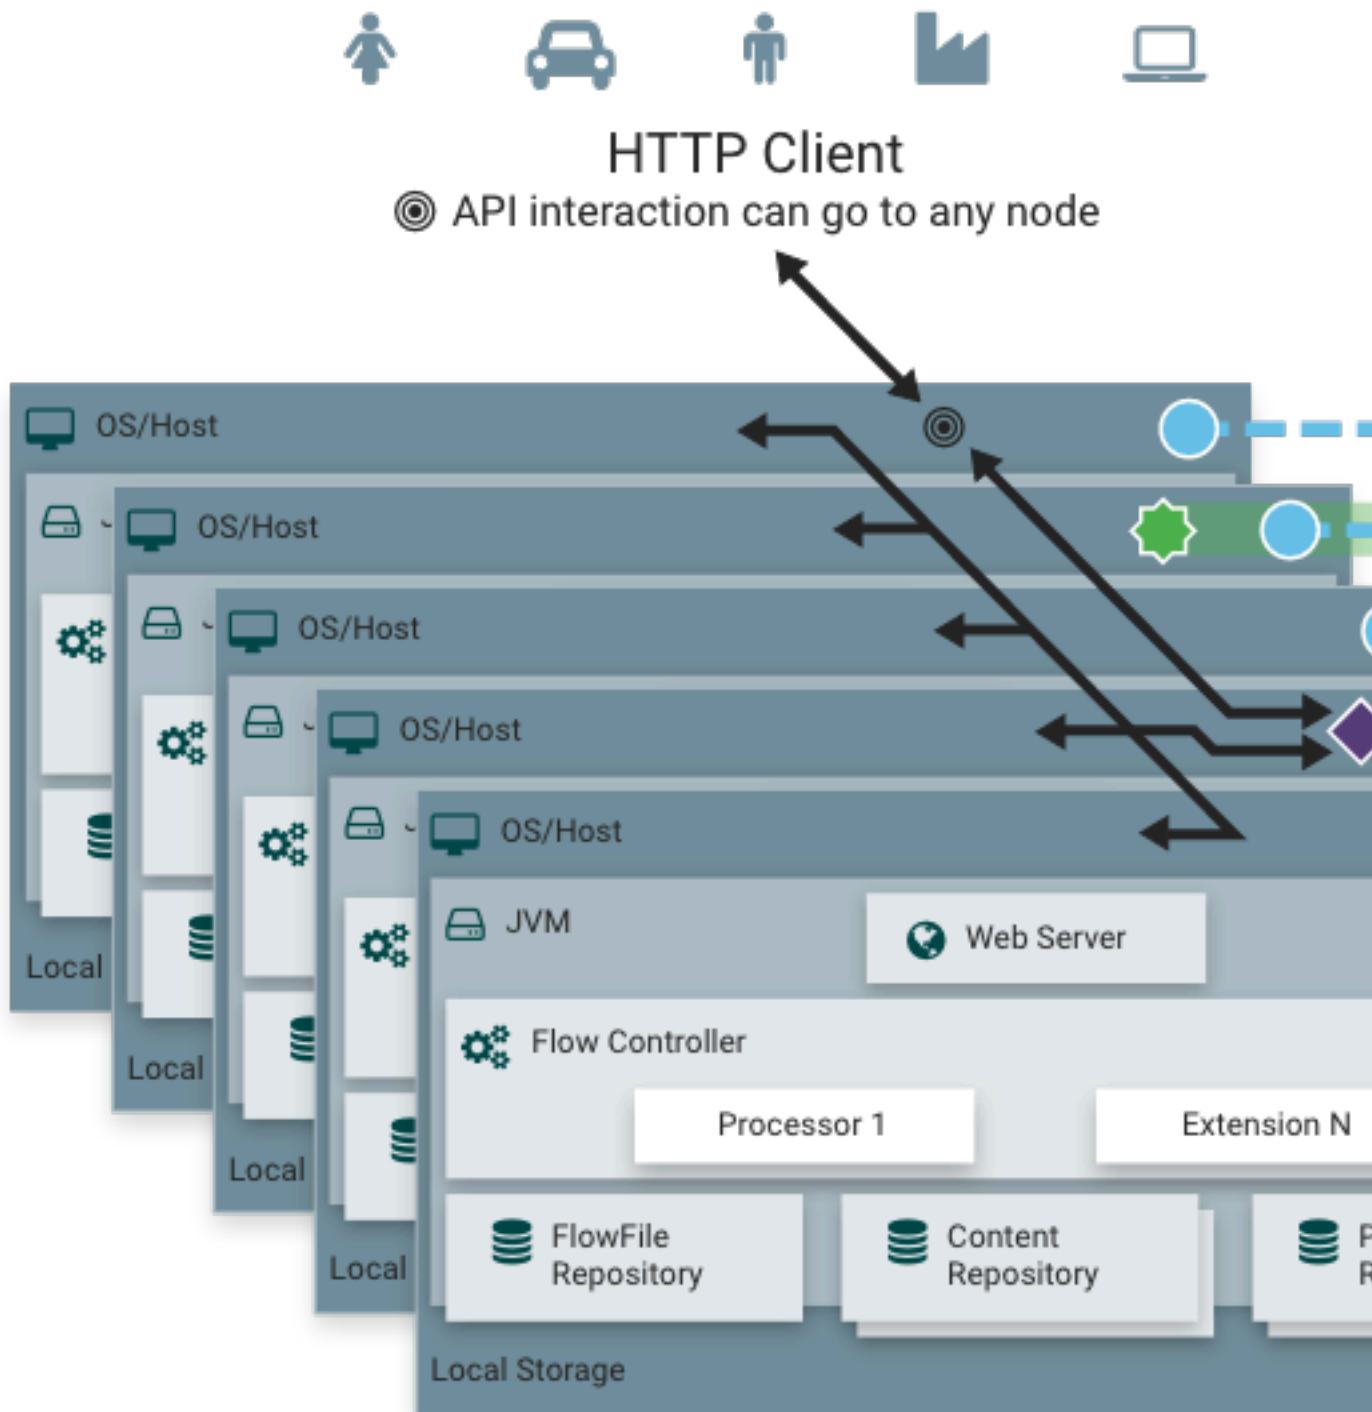 HTTP Client
API interaction can go to any node
OS/Host
OS/Host
OS/Host
OS/Host
OS/Host
JVM
Web Server
Local
Flow Controller
Local
Processor 1
Extension N
Local
FlowFile
Repository
Content
Repository
P
R
Local
Local Storage